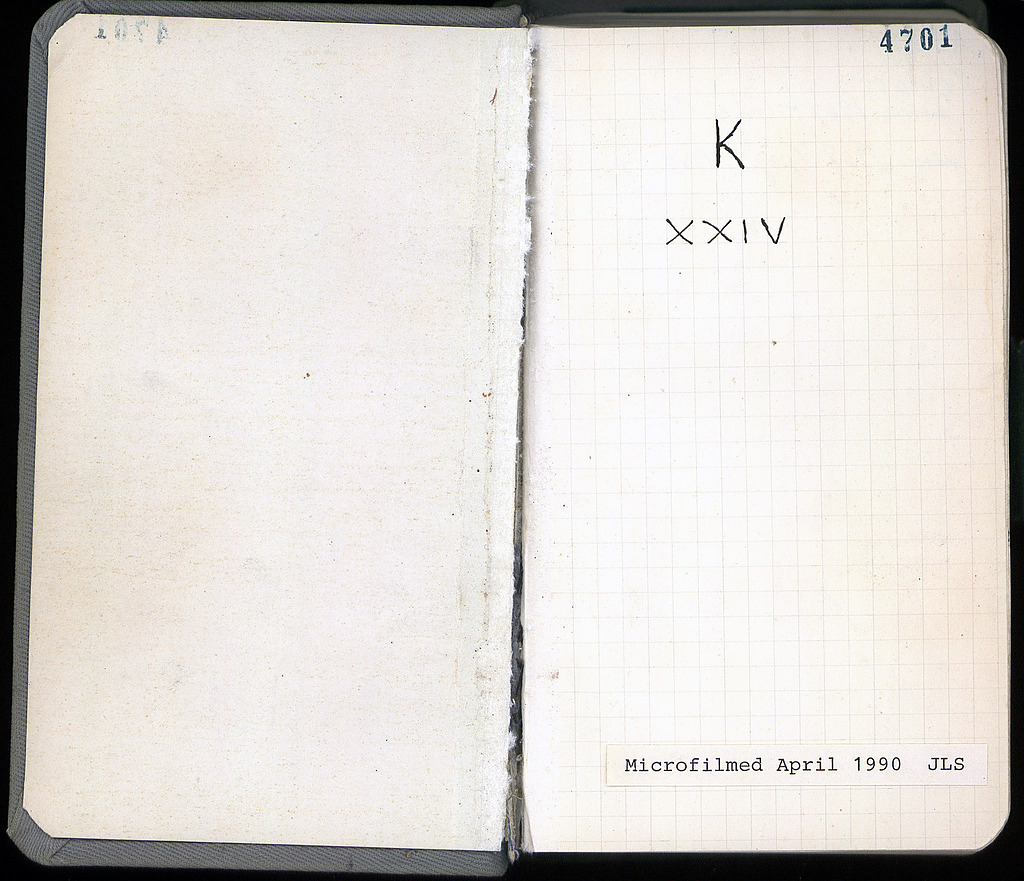 4701
K
XXIV
Microfilmed April 1990 JLS